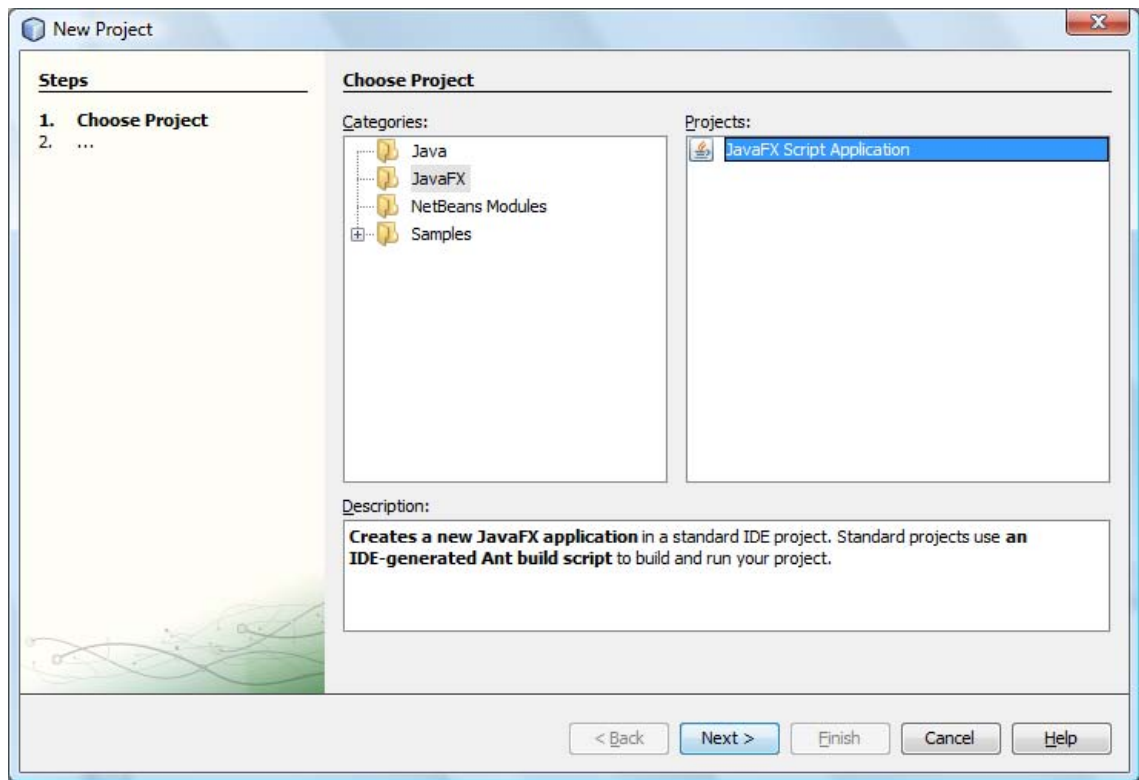 New Project
Steps
1. Choose Project
2. ...
Choose Project
Categories:
Java
JavaFX
NetBeans Modules
Samples
Projects:
JavaFX Script Application
Description:
Creates a new JavaFX application in a standard IDE project. Standard projects use an
IDE-generated Ant build script to build and run your project.
< Back Next > Finish Cancel Help